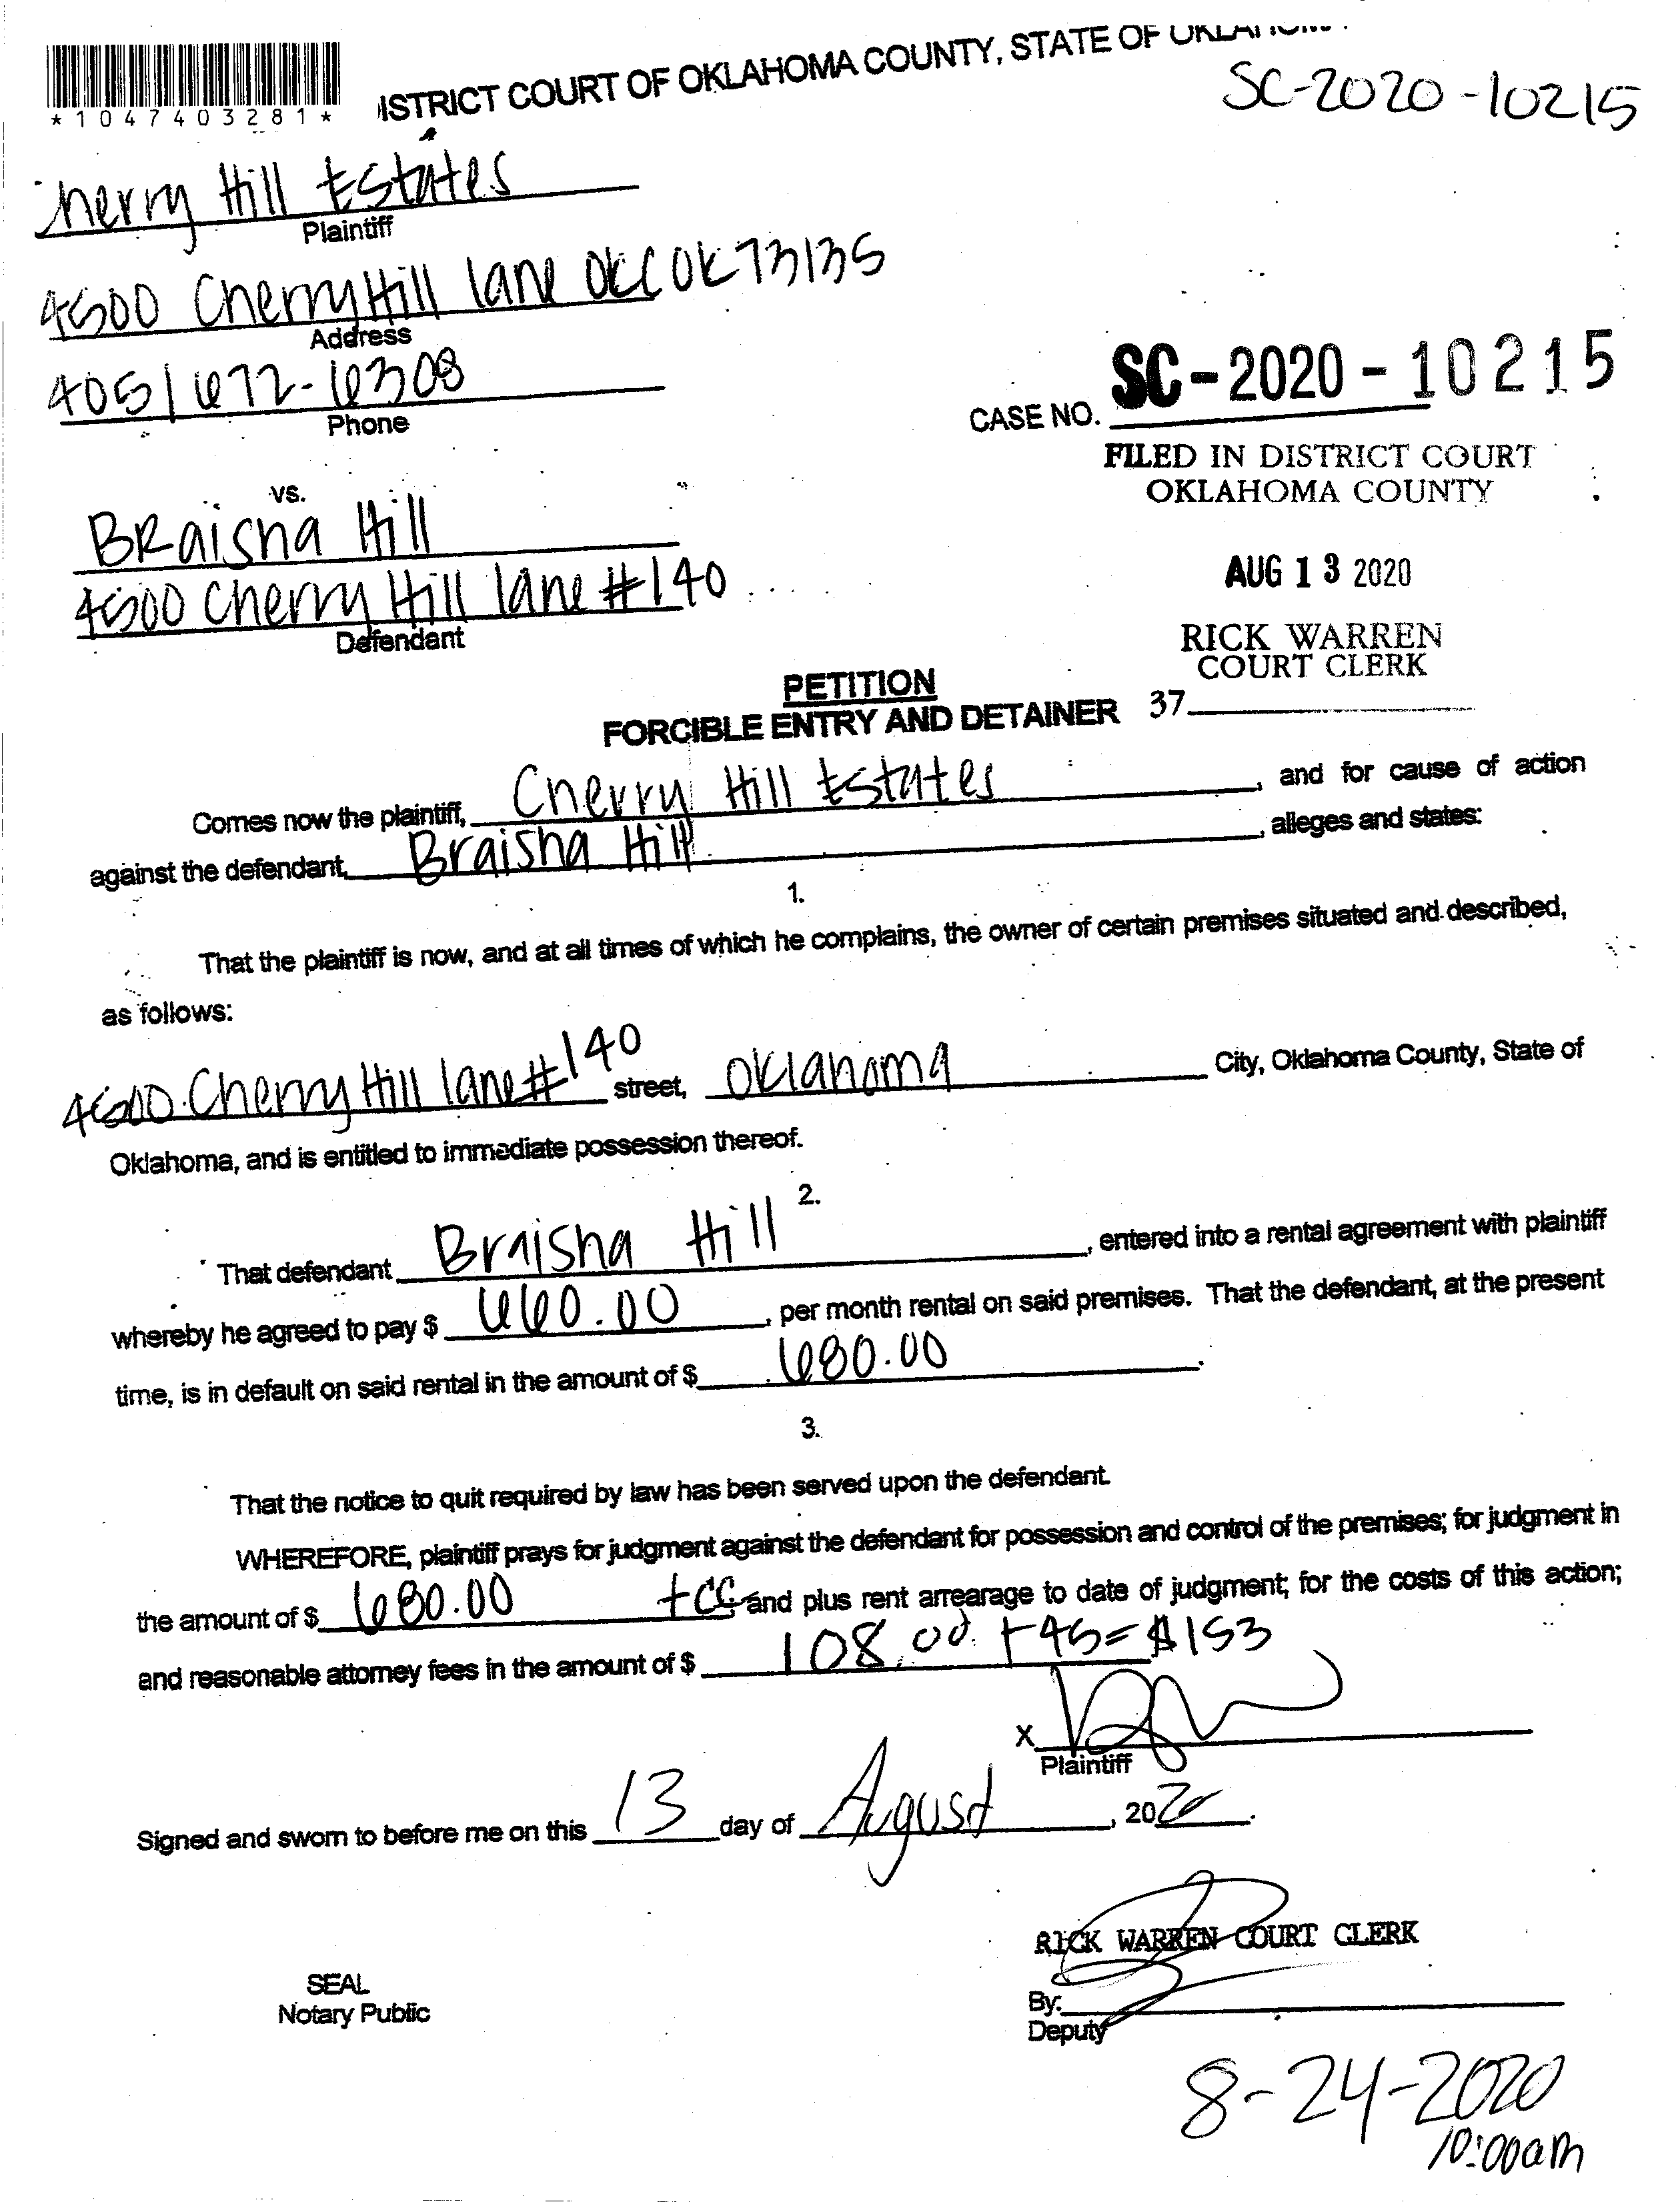 *1047403281*
ISTRICT COURT OF OKLAHOMA COUNTY, STATE OF
SC-2020-10215
Cherry Hill Estates
Plaintiff
4500 Cherry Hill lane OKC OK 73135
Address
405/672-6308
Phone
CASE NO. SC-2020-10215
FILED IN DISTRICT COURT
OKLAHOMA COUNTY
AUG 13 2020
RICK WARREN
COURT CLERK
37
vs.
BRaisha Hill
4500 Cherry Hill lane #140
Defendant
PETITION
FORCIBLE ENTRY AND DETAINER
Comes now the plaintiff, Cherry Hill Estates, and for cause of action
against the defendant, Braisha Hill, alleges and states:
1.
That the plaintiff is now, and at all times of which he complains, the owner of certain premises situated and described,
as follows:
4500 Cherry Hill lane #140 street, Oklahoma City, Oklahoma County, State of
Oklahoma, and is entitled to immediate possession thereof.
2.
That defendant Braisha Hill, entered into a rental agreement with plaintiff
whereby he agreed to pay $ 660.00, per month rental on said premises. That the defendant, at the present
time, is in default on said rental in the amount of $ 680.00.
3.
That the notice to quit required by law has been served upon the defendant.
WHEREFORE, plaintiff prays for judgment against the defendant for possession and control of the premises; for judgment in
the amount of $ 680.00 +CC, and plus rent arrearage to date of judgment; for the costs of this action;
and reasonable attorney fees in the amount of $ 108.00 +45=$153
X
Plaintiff
Signed and sworn to before me on this 13 day of August, 2020.
RICK WARREN COURT CLERK
SEAL
Notary Public
By:
Deputy
8-24-2020
10:00am